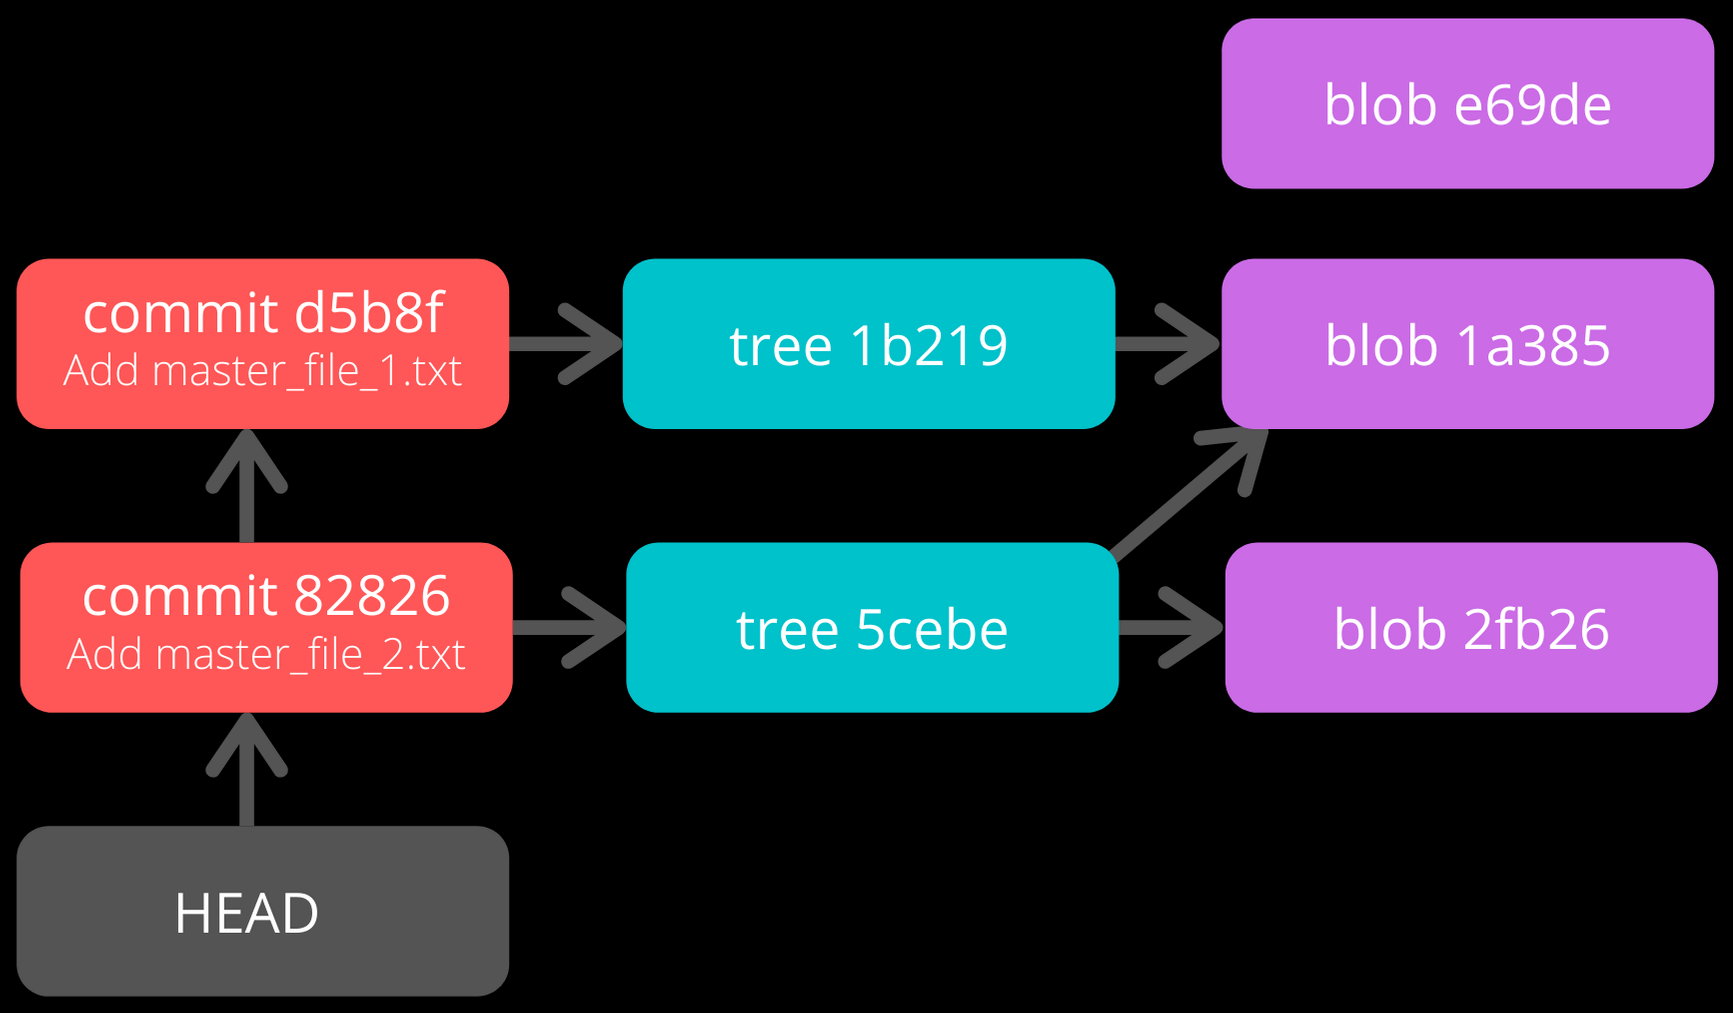 blob e69de
commit d5b8f
Add master_file_1.txt
tree 1b219
blob 1a385
commit 82826
Add master_file_2.txt
tree 5cebe
blob 2fb26
HEAD